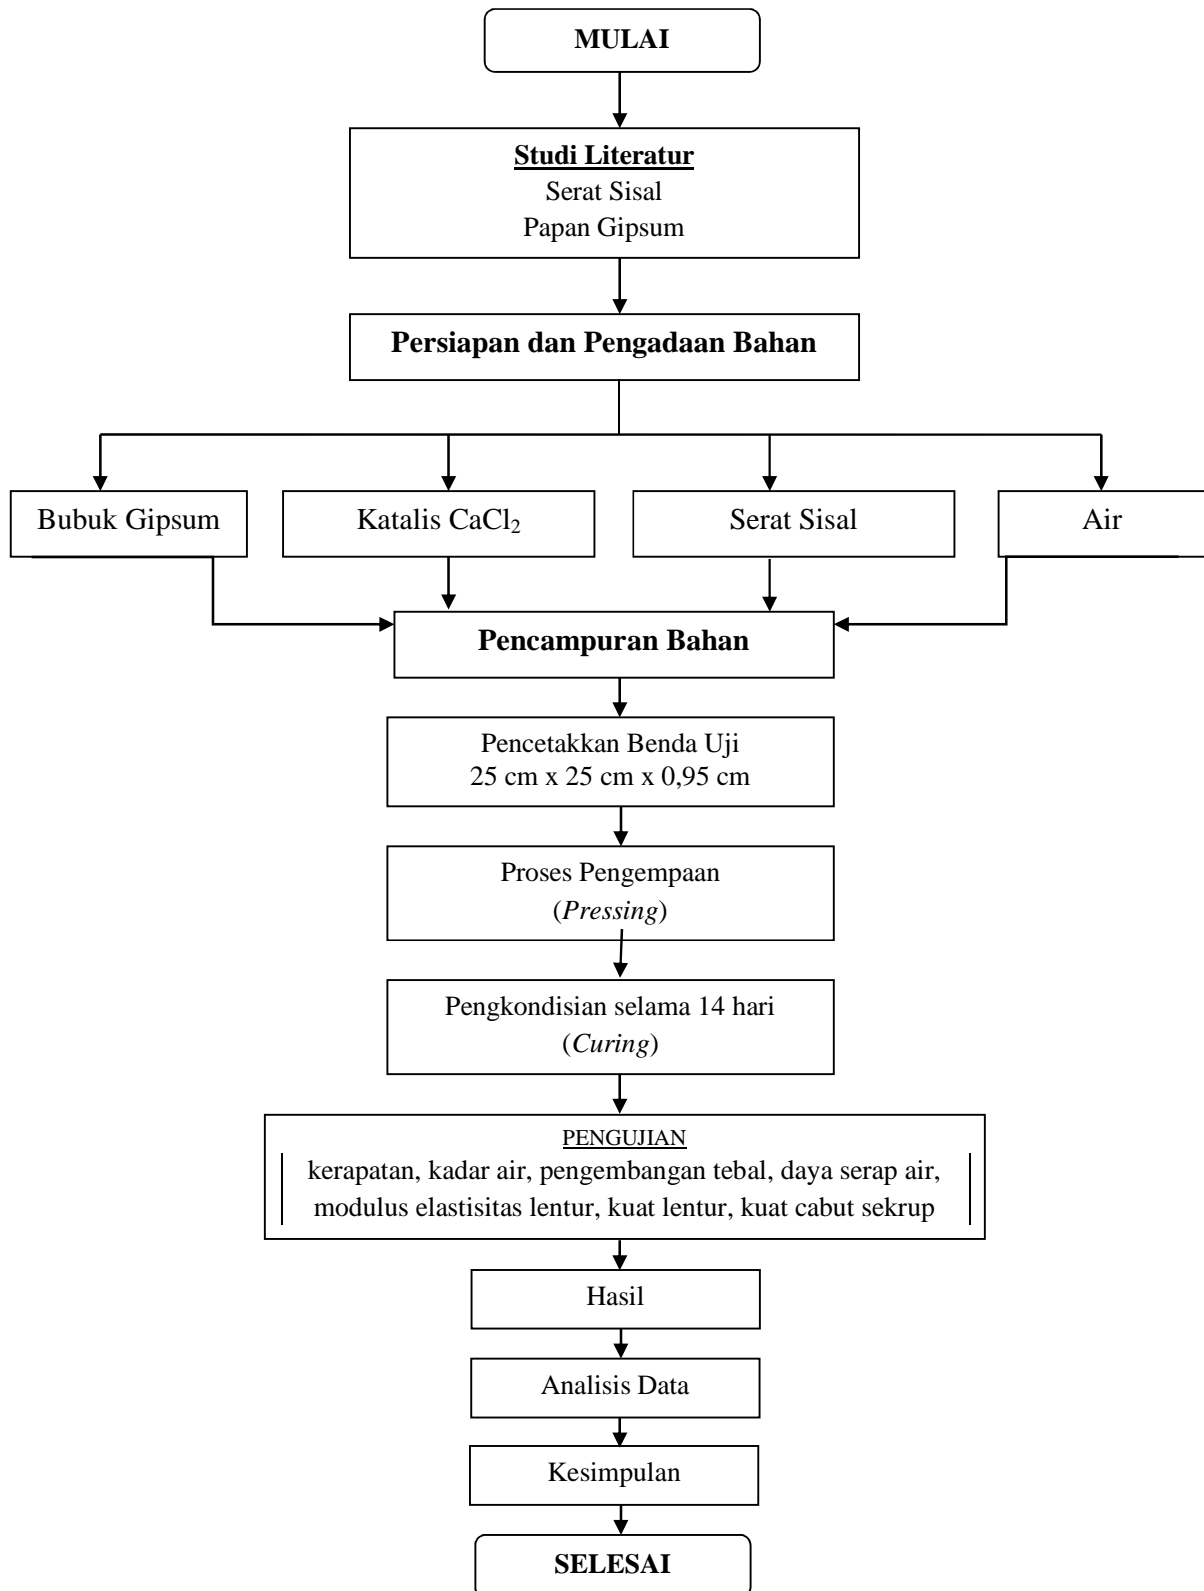 MULAI
Studi Literatur
Serat Sisal
Papan Gipsum
Persiapan dan Pengadaan Bahan
Bubuk Gipsum
Katalis CaCl₂
Serat Sisal
Air
Pencampuran Bahan
Pencetakkan Benda Uji
25 cm x 25 cm x 0,95 cm
Proses Pengempaan
(Pressing)
Pengkondisian selama 14 hari
(Curing)
PENGUJIAN
kerapatan, kadar air, pengembangan tebal, daya serap air,
modulus elastisitas lentur, kuat lentur, kuat cabut sekrup
Hasil
Analisis Data
Kesimpulan
SELESAI